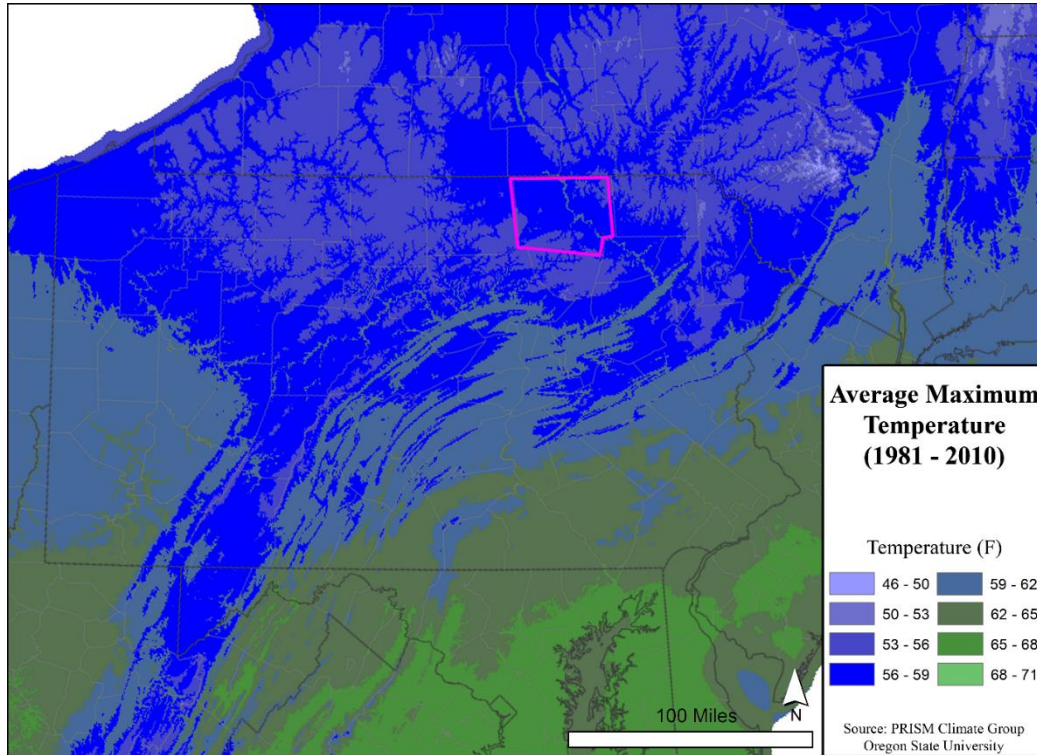 Average Maximum
Temperature
(1981 - 2010)
Temperature (F)
46 - 50
59 - 62
50 - 53
62 - 65
53 - 56
65 - 68
56 - 59
68 - 71
100 Miles
N
Source: PRISM Climate Group
Oregon State University